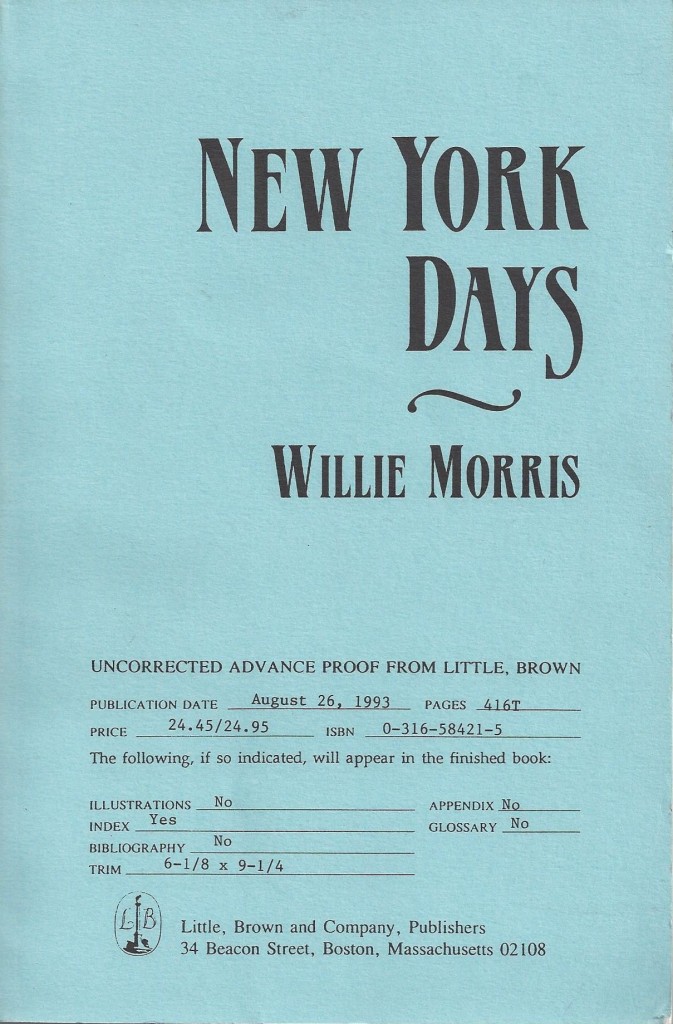 NEW YORK
DAYS
WILLIE MORRIS
UNCORRECTED ADVANCE PROOF FROM LITTLE, BROWN
PUBLICATION DATE August 26, 1993 PAGES 416T
PRICE 24.45/24.95 ISBN 0-316-58421-5
The following, if so indicated, will appear in the finished book:
ILLUSTRATIONS No APPENDIX No
INDEX Yes GLOSSARY No
BIBLIOGRAPHY No
TRIM 6-1/8 x 9-1/4
L B
Little, Brown and Company, Publishers
34 Beacon Street, Boston, Massachusetts 02108